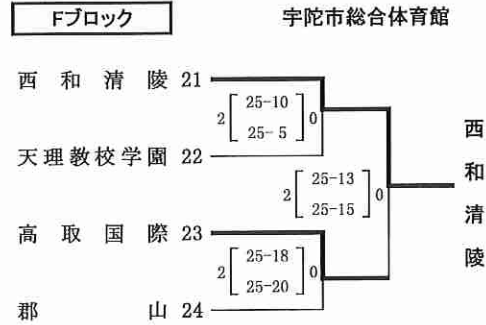 Fブロック
宇陀市総合体育館
西和清陵 21
2 25-10 0
25-5
天理教校学園 22
2 25-13 0
25-15
西和清陵
高取国際 23
2 25-18 0
25-20
郡山 24